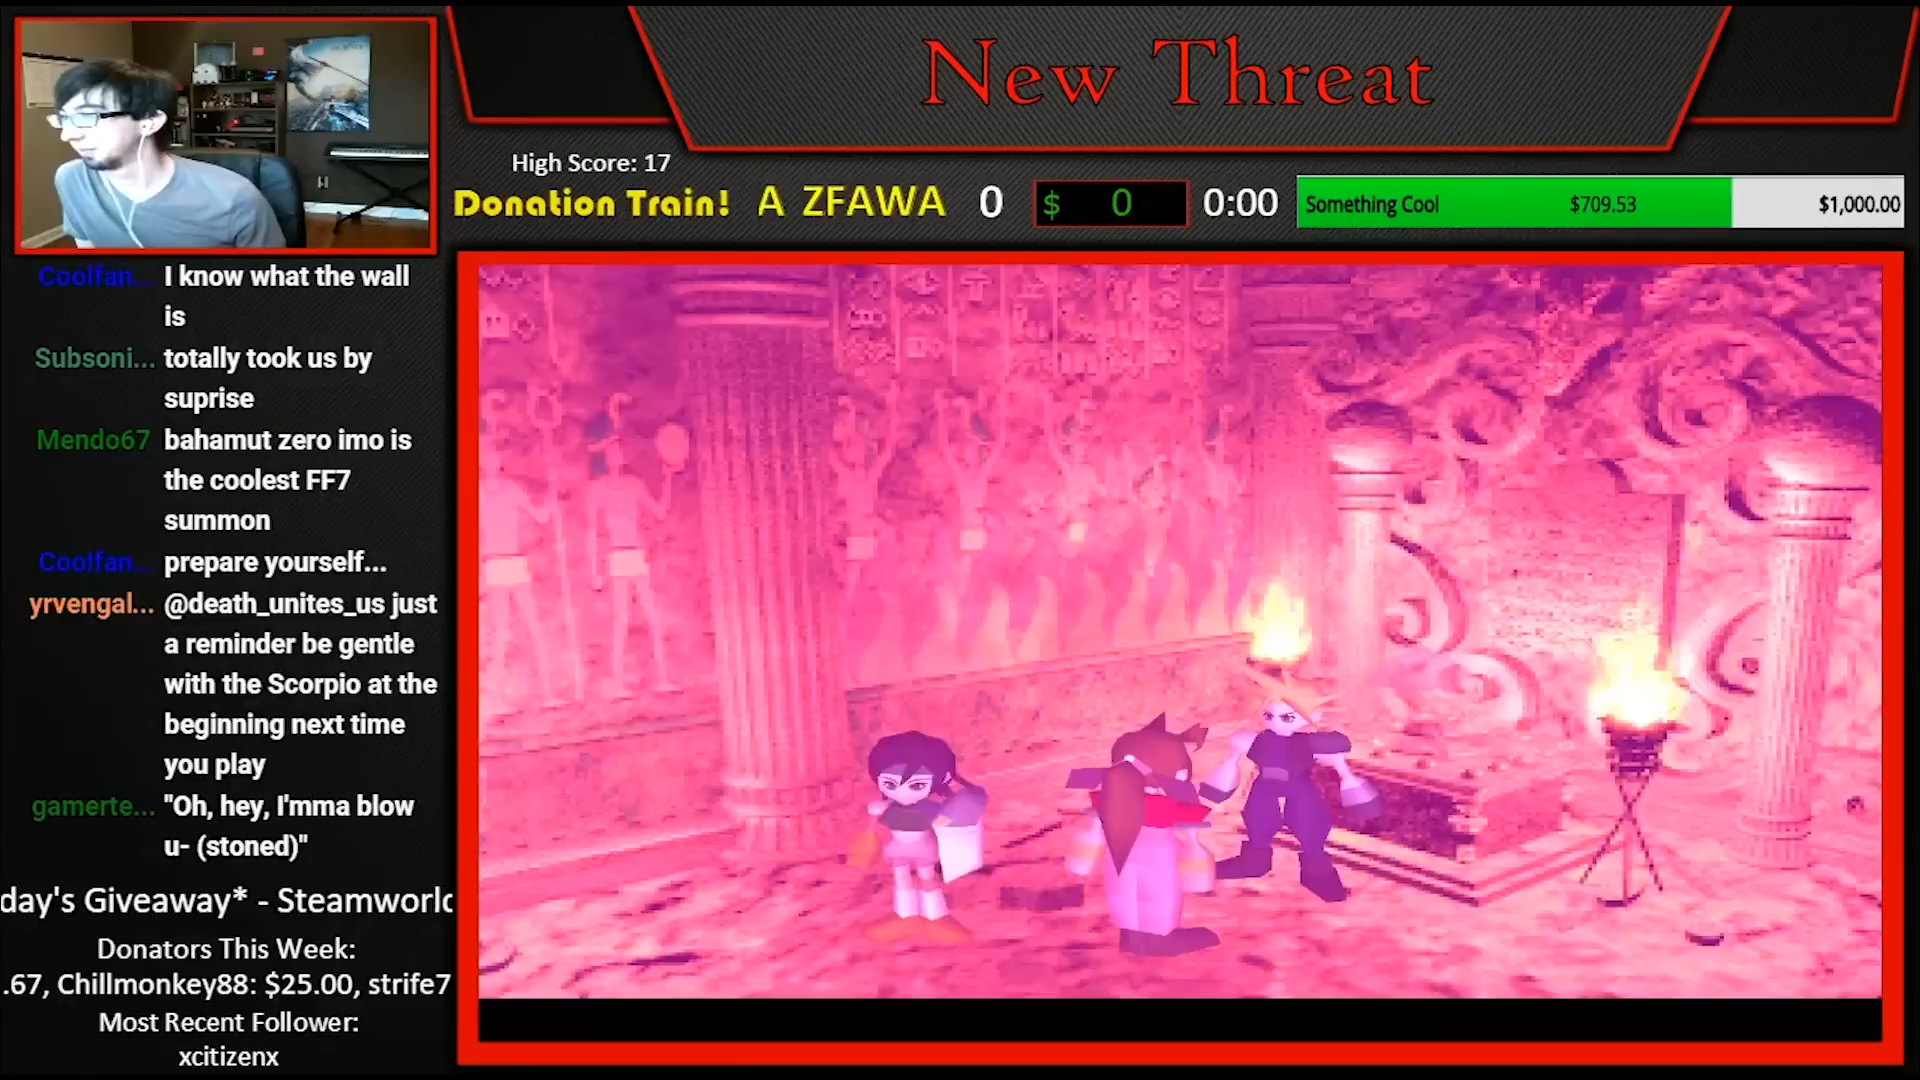 New Threat
High Score: 17
Donation Train! A ZFAWA 0 $ 0 0:00
Something Cool $709.53 $1,000.00
Coolfan... I know what the wall
is
Subsoni... totally took us by
suprise
Mendo67 bahamut zero imo is
the coolest FF7
summon
Coolfan... prepare yourself...
yrvengal... @death_unites_us just
a reminder be gentle
with the Scorpio at the
beginning next time
you play
gamerte... "Oh, hey, I'mma blow
u- (stoned)"
day's Giveaway* - Steamworld
Donators This Week:
.67, Chillmonkey88: $25.00, strife7
Most Recent Follower:
xcitizenx